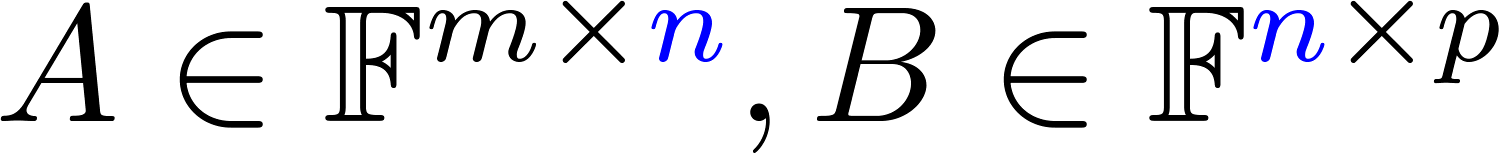 A ∈ 𝔽^{m×n}, B ∈ 𝔽^{n×p}